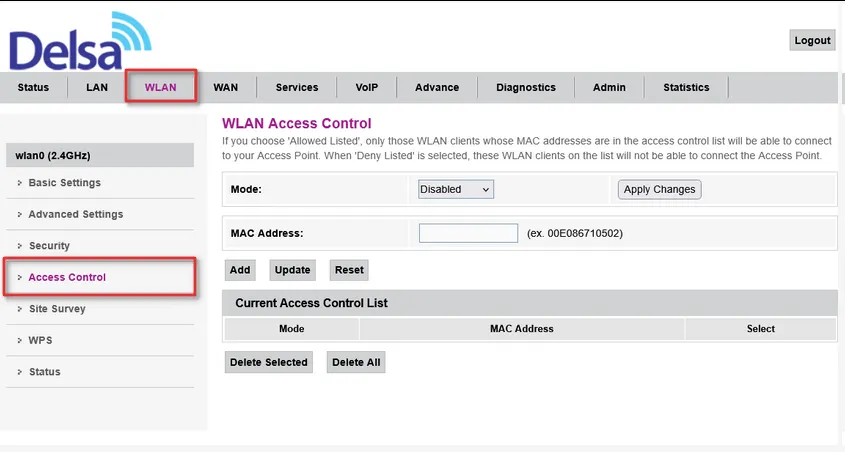 Delsa
Logout
Status LAN WLAN WAN Services VoIP Advance Diagnostics Admin Statistics
wlan0 (2.4GHz)
Basic Settings
Advanced Settings
Security
Access Control
Site Survey
WPS
Status
WLAN Access Control
If you choose 'Allowed Listed', only those WLAN clients whose MAC addresses are in the access control list will be able to connect
to your Access Point. When 'Deny Listed' is selected, these WLAN clients on the list will not be able to connect the Access Point.
Mode: Disabled Apply Changes
MAC Address: (ex. 00E086710502)
Add Update Reset
Current Access Control List
Mode MAC Address Select
Delete Selected Delete All